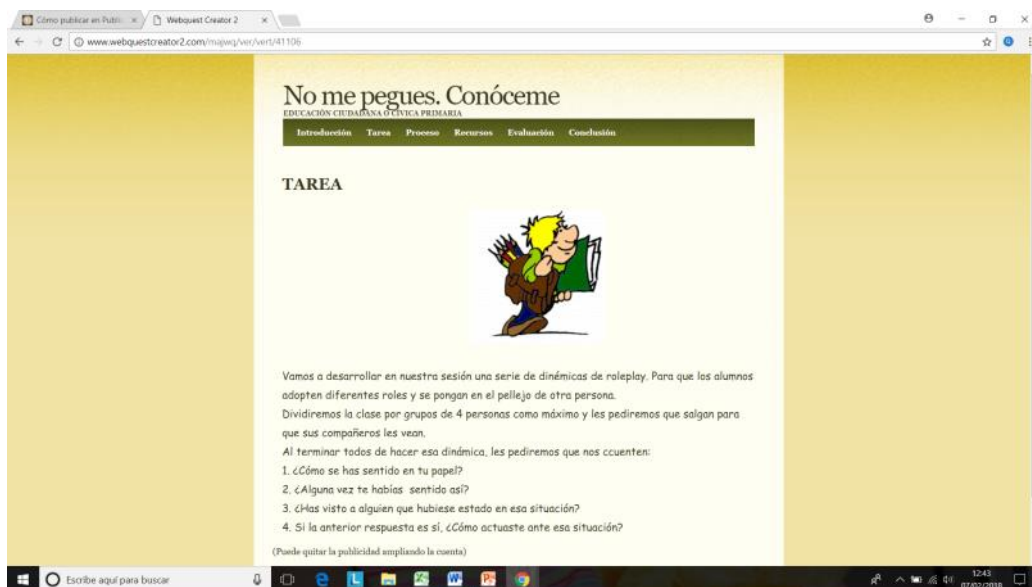 Cómo publicar en Public
Webquest Creator 2
www.webquestcreator2.com/majwq/ver/vert/41106
No me pegues. Conóceme
EDUCACIÓN CIUDADANA O CÍVICA PRIMARIA
Introducción Tarea Proceso Recursos Evaluación Conclusión
TAREA
Vamos a desarrollar en nuestra sesión una serie de dinémicas de roleplay. Para que los alumnos
adopten diferentes roles y se pongan en el pellejo de otra persona.
Dividiremos la clase por grupos de 4 personas como máximo y les pediremos que salgan para
que sus compañeros les vean.
Al terminar todos de hacer esa dinámica, les pediremos que nos ccuenten:
1. ¿Cómo se has sentido en tu papel?
2. ¿Alguna vez te habías sentido así?
3. ¿Has visto a alguien que hubiese estado en esa situación?
4. Si la anterior respuesta es sí, ¿Cómo actuaste ante esa situación?
(Puede quitar la publicidad ampliando la cuenta)
Escribe aquí para buscar
12:43
07/02/2018